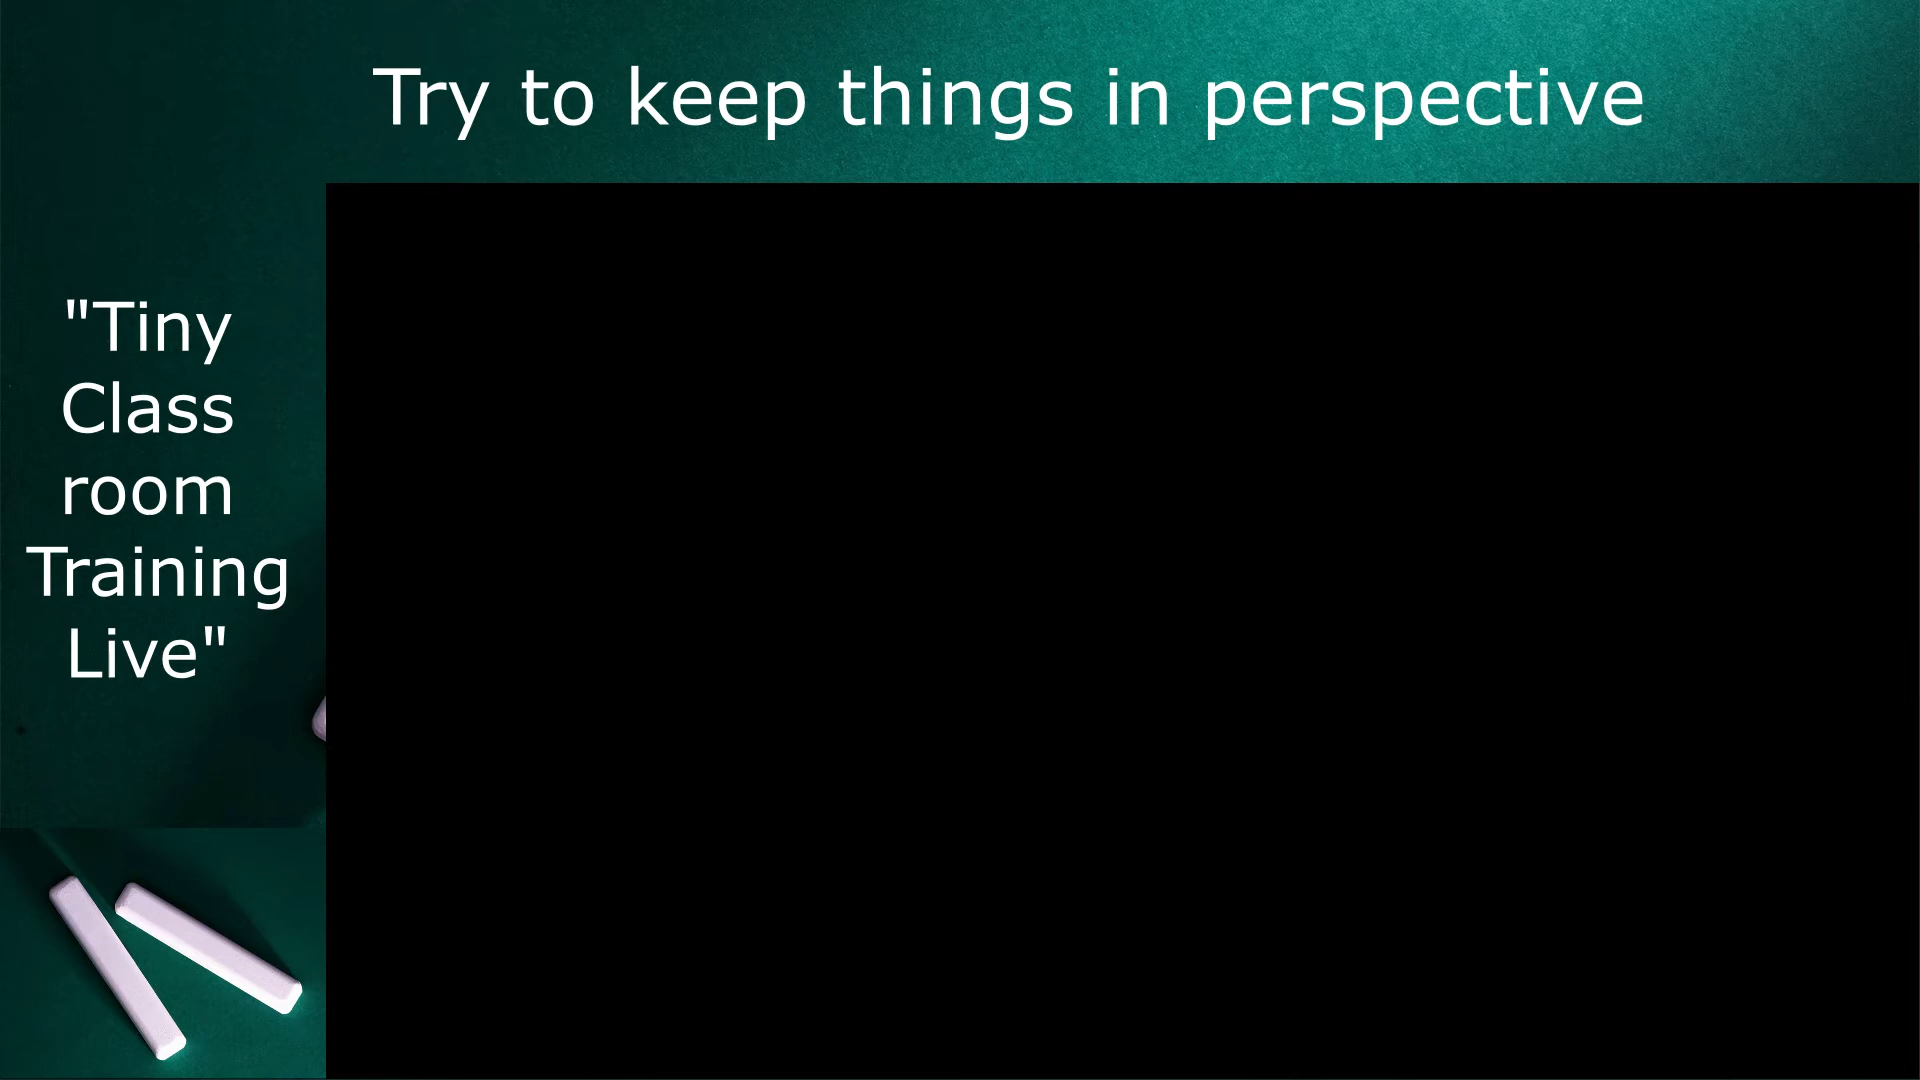 Try to keep things in perspective
"Tiny
Class
room
Training
Live"